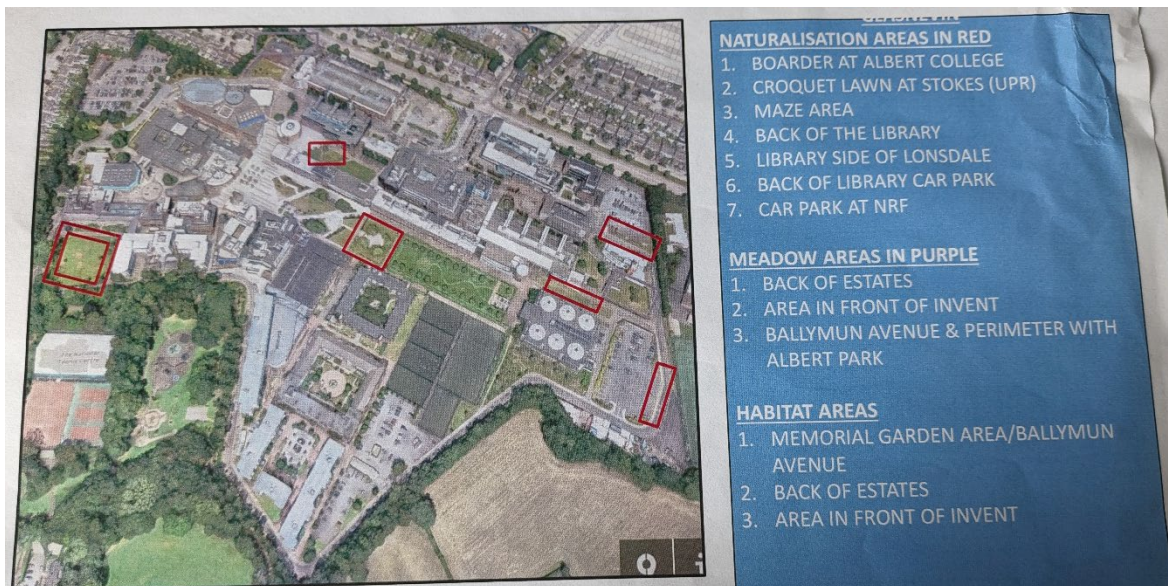 GLASNEVIN
NATURALISATION AREAS IN RED
1. BOARDER AT ALBERT COLLEGE
2. CROQUET LAWN AT STOKES (UPR)
3. MAZE AREA
4. BACK OF THE LIBRARY
5. LIBRARY SIDE OF LONSDALE
6. BACK OF LIBRARY CAR PARK
7. CAR PARK AT NRF
MEADOW AREAS IN PURPLE
1. BACK OF ESTATES
2. AREA IN FRONT OF INVENT
3. BALLYMUN AVENUE & PERIMETER WITH
ALBERT PARK
HABITAT AREAS
1. MEMORIAL GARDEN AREA/BALLYMUN
AVENUE
2. BACK OF ESTATES
3. AREA IN FRONT OF INVENT